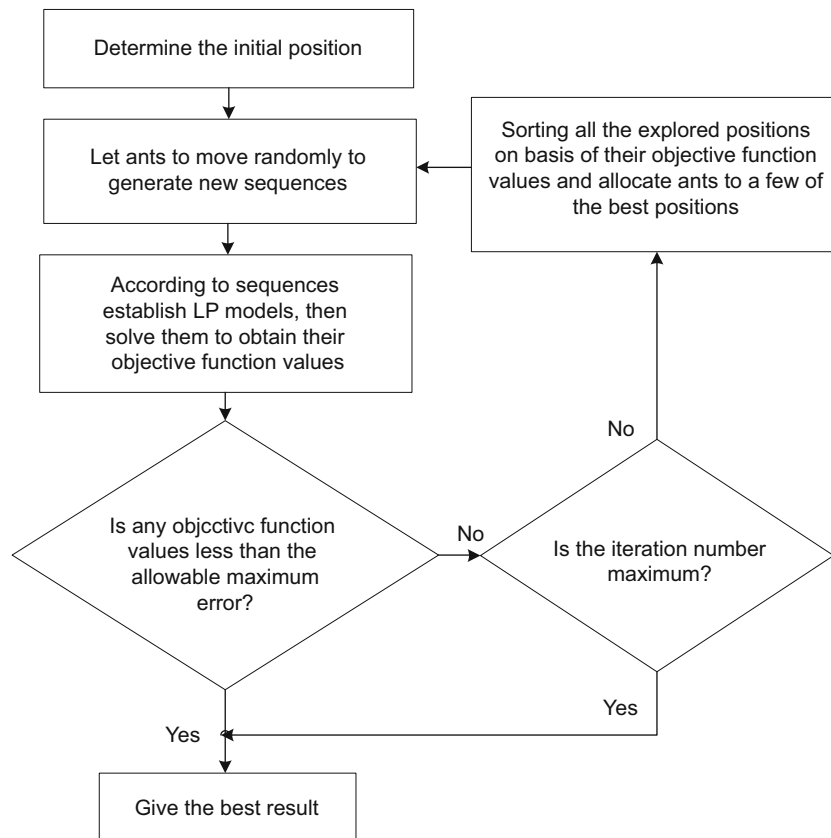 Determine the initial position
Let ants to move randomly to
generate new sequences
Sorting all the explored positions
on basis of their objective function
values and allocate ants to a few of
the best positions
According to sequences
establish LP models, then
solve them to obtain their
objective function values
No
Is any objcctivc function
values less than the
allowable maximum
error?
No
Is the iteration number
maximum?
Yes
Yes
Give the best result